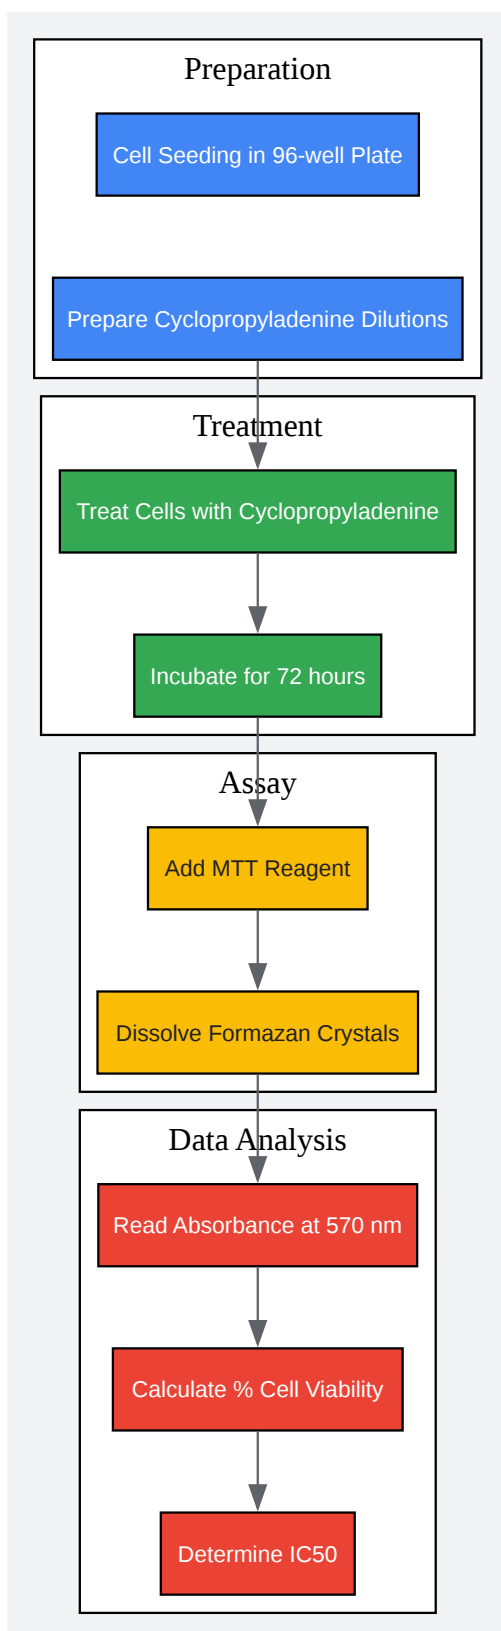 Preparation
Cell Seeding in 96-well Plate
Prepare Cyclopropyladenine Dilutions
Treatment
Treat Cells with Cyclopropyladenine
Incubate for 72 hours
Assay
Add MTT Reagent
Dissolve Formazan Crystals
Data Analysis
Read Absorbance at 570 nm
Calculate % Cell Viability
Determine IC50